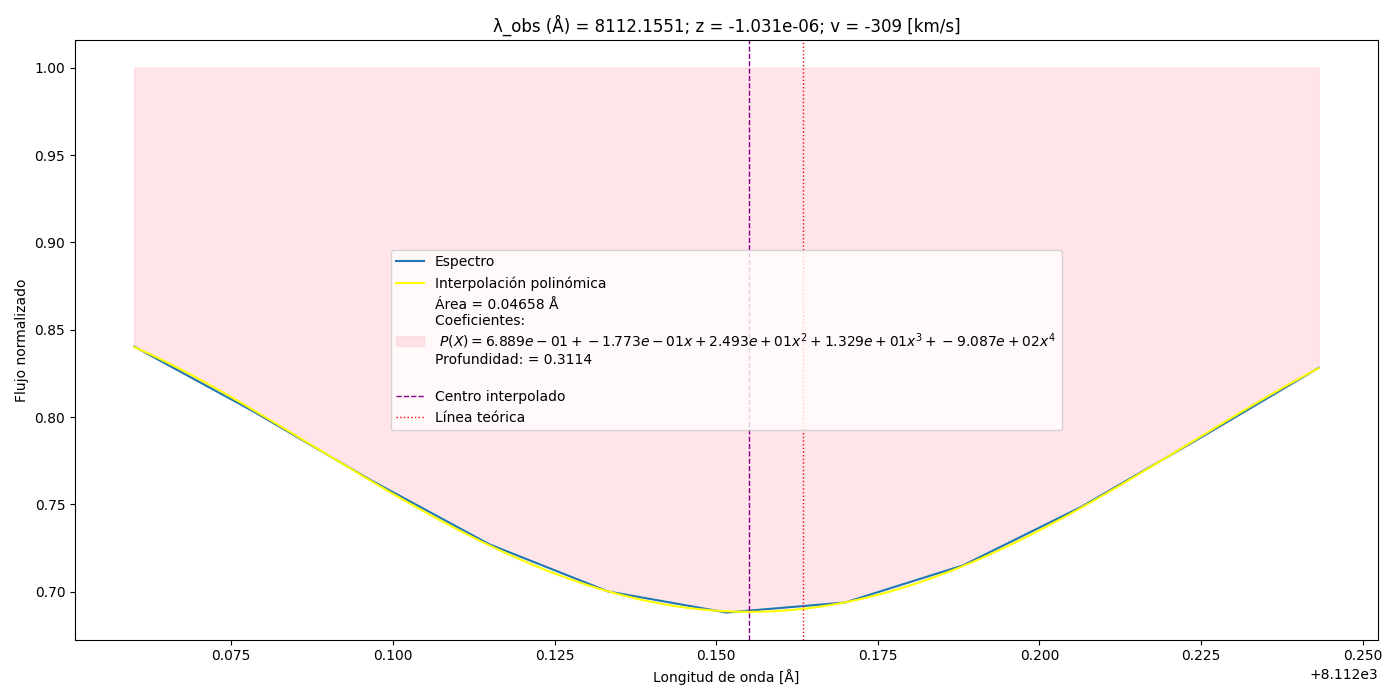 λ_obs (Å) = 8112.1551; z = -1.031e-06; v = -309 [km/s]
Flujo normalizado
1.00
0.95
0.90
0.85
0.80
0.75
0.70
Espectro
Interpolación polinómica
Área = 0.04658 Å
Coeficientes:
P(X) = 6.889e − 01 + − 1.773e − 01x + 2.493e + 01x² + 1.329e + 01x³ + − 9.087e + 02x⁴
Profundidad: = 0.3114
Centro interpolado
Línea teórica
0.075 0.100 0.125 0.150 0.175 0.200 0.225 0.250
+8.112e3
Longitud de onda [Å]